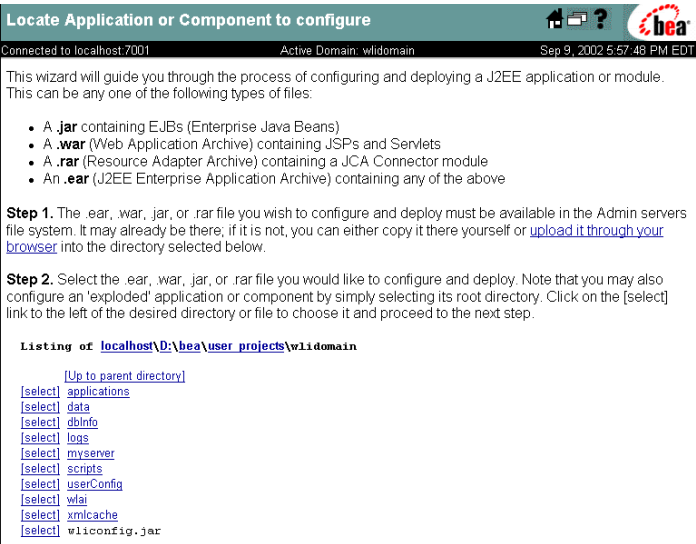 Locate Application or Component to configure
?
bea
Connected to localhost:7001 Active Domain: wlidomain Sep 9, 2002 5:57:48 PM EDT
This wizard will guide you through the process of configuring and deploying a J2EE application or module.
This can be any one of the following types of files:
• A .jar containing EJBs (Enterprise Java Beans)
• A .war (Web Application Archive) containing JSPs and Servlets
• A .rar (Resource Adapter Archive) containing a JCA Connector module
• An .ear (J2EE Enterprise Application Archive) containing any of the above
Step 1. The .ear, .war, .jar, or .rar file you wish to configure and deploy must be available in the Admin servers
file system. It may already be there; if it is not, you can either copy it there yourself or upload it through your
browser into the directory selected below.
Step 2. Select the .ear, .war, .jar, or .rar file you would like to configure and deploy. Note that you may also
configure an 'exploded' application or component by simply selecting its root directory. Click on the [select]
link to the left of the desired directory or file to choose it and proceed to the next step.
Listing of localhost\D:\bea\user_projects\wlidomain
[Up to parent directory]
[select] applications
[select] data
[select] dbInfo
[select] logs
[select] myserver
[select] scripts
[select] userConfig
[select] wlai
[select] xmlcache
[select] wliconfig.jar